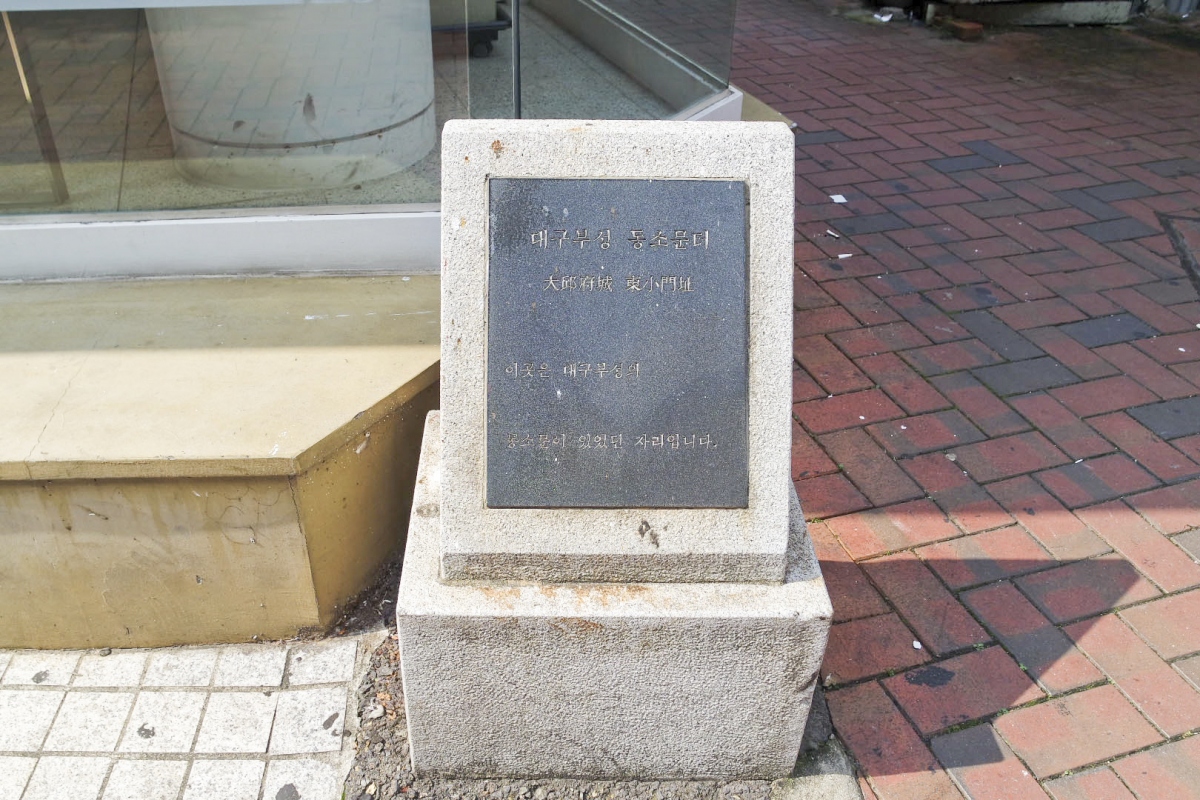 대구부성 동소문터
大邱府城 東小門址
이곳은 대구부성의
동소문이 있었던 자리입니다.